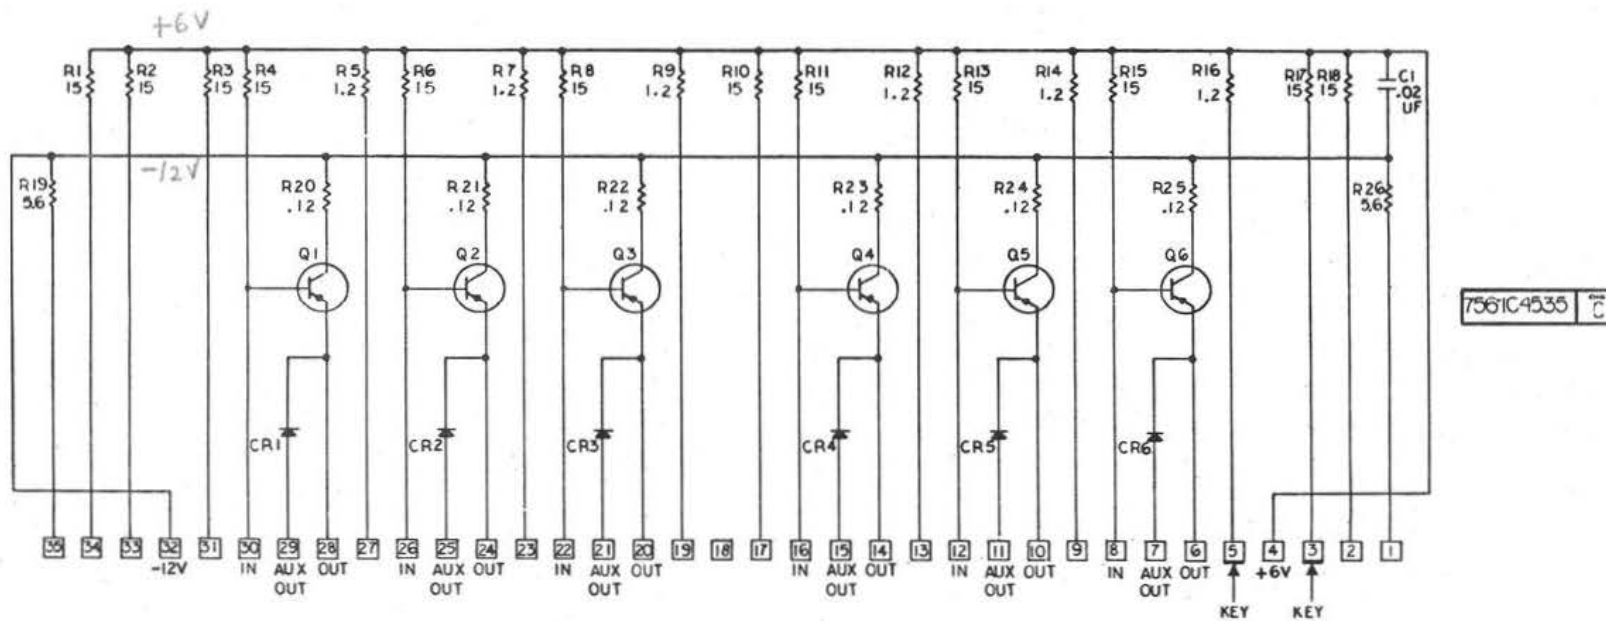 +6V
R1 15
R2 15
R3 15
R4 15
R5 1.2
R6 15
R7 1.2
R8 15
R9 1.2
R10 15
R11 15
R12 1.2
R13 15
R14 1.2
R15 15
R16 1.2
R17 15
R18 15
C1 .02 UF
-12V
R19 5.6
R20 .12
R21 .12
R22 .12
R23 .12
R24 .12
R25 .12
R26 5.6
Q1
Q2
Q3
Q4
Q5
Q6
7561C4535 C
CR1
CR2
CR3
CR4
CR5
CR6
35 34 33 32 31 30 29 28 27 26 25 24 23 22 21 20 19 18 17 16 15 14 13 12 11 10 9 8 7 6 5 4 3 2 1
-12V IN AUX OUT IN AUX OUT IN AUX OUT IN AUX OUT IN AUX OUT IN AUX OUT +6V
OUT OUT OUT OUT OUT OUT
KEY KEY